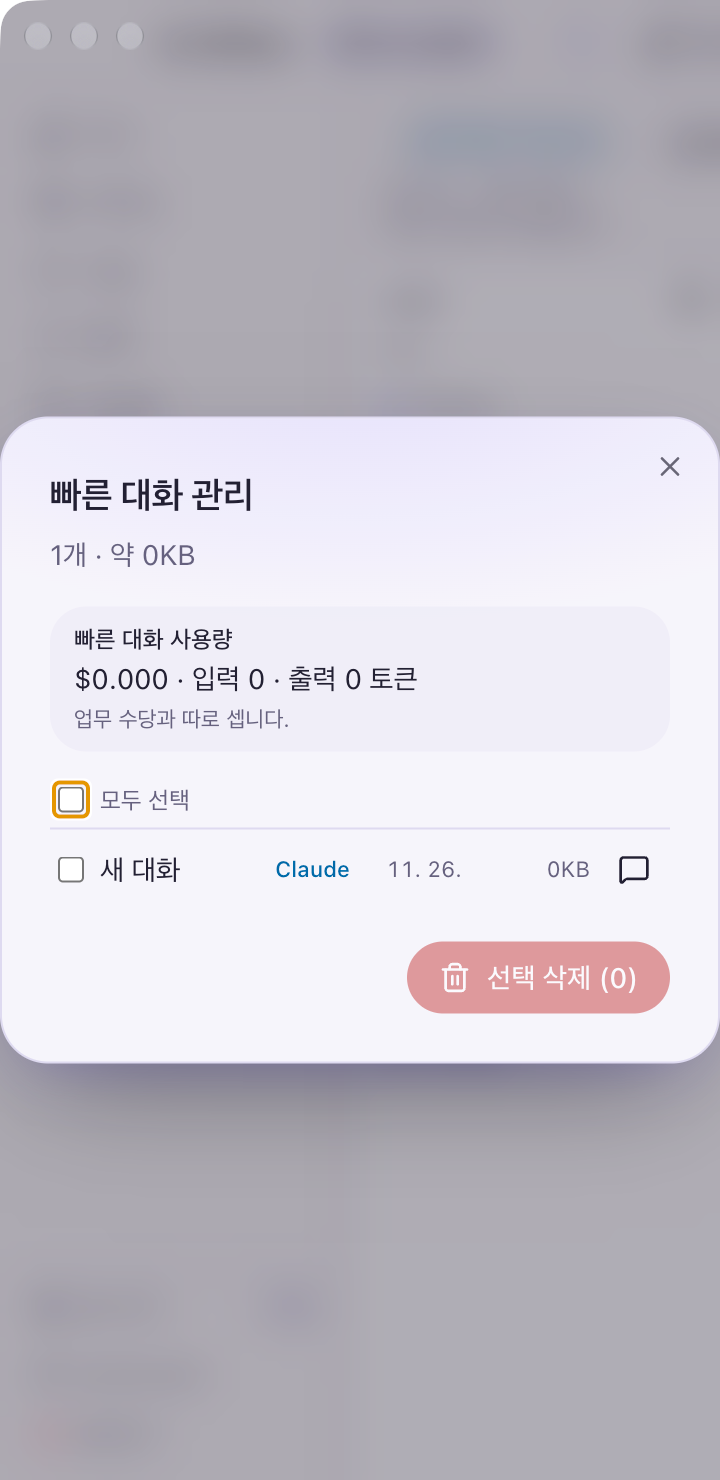 빠른 대화 관리
1개 · 약 0KB
빠른 대화 사용량
$0.000 · 입력 0 · 출력 0 토큰
업무 수당과 따로 셉니다.
모두 선택
새 대화 Claude 11. 26. 0KB
선택 삭제 (0)